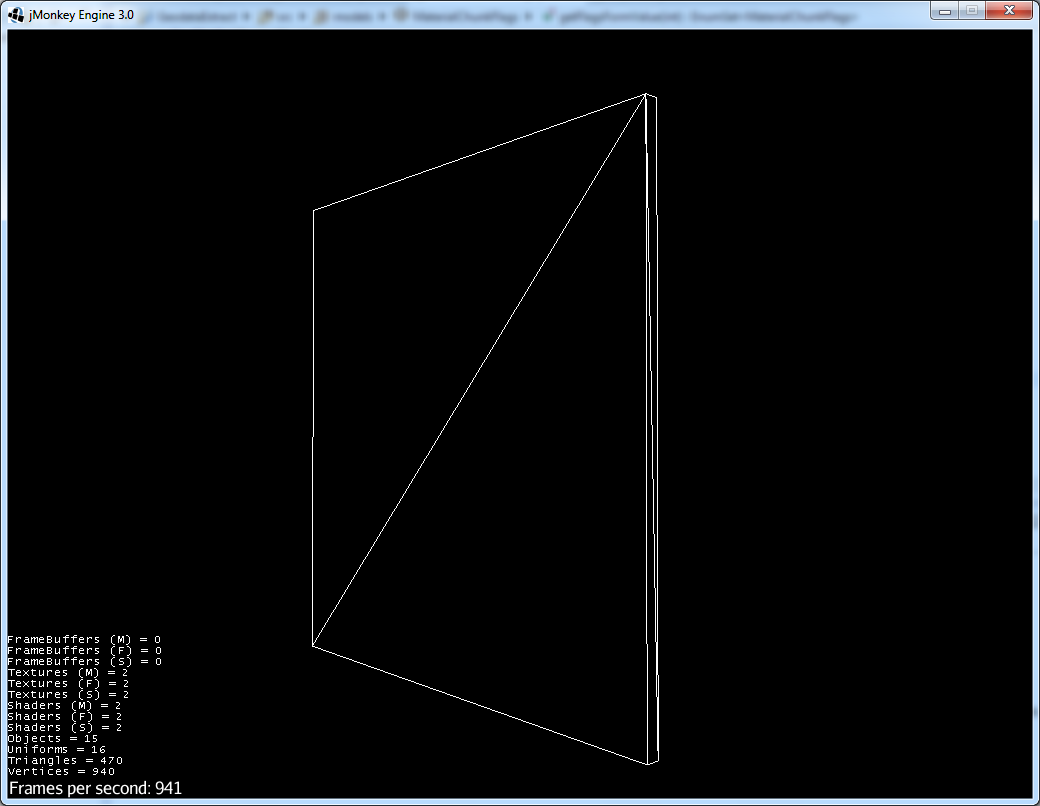 jMonkey Engine 3.0
FrameBuffers (M) = 0
FrameBuffers (F) = 0
FrameBuffers (S) = 0
Textures (M) = 2
Textures (F) = 2
Textures (S) = 2
Shaders (M) = 2
Shaders (F) = 2
Shaders (S) = 2
Objects = 15
Uniforms = 16
Triangles = 470
Vertices = 940
Frames per second: 941